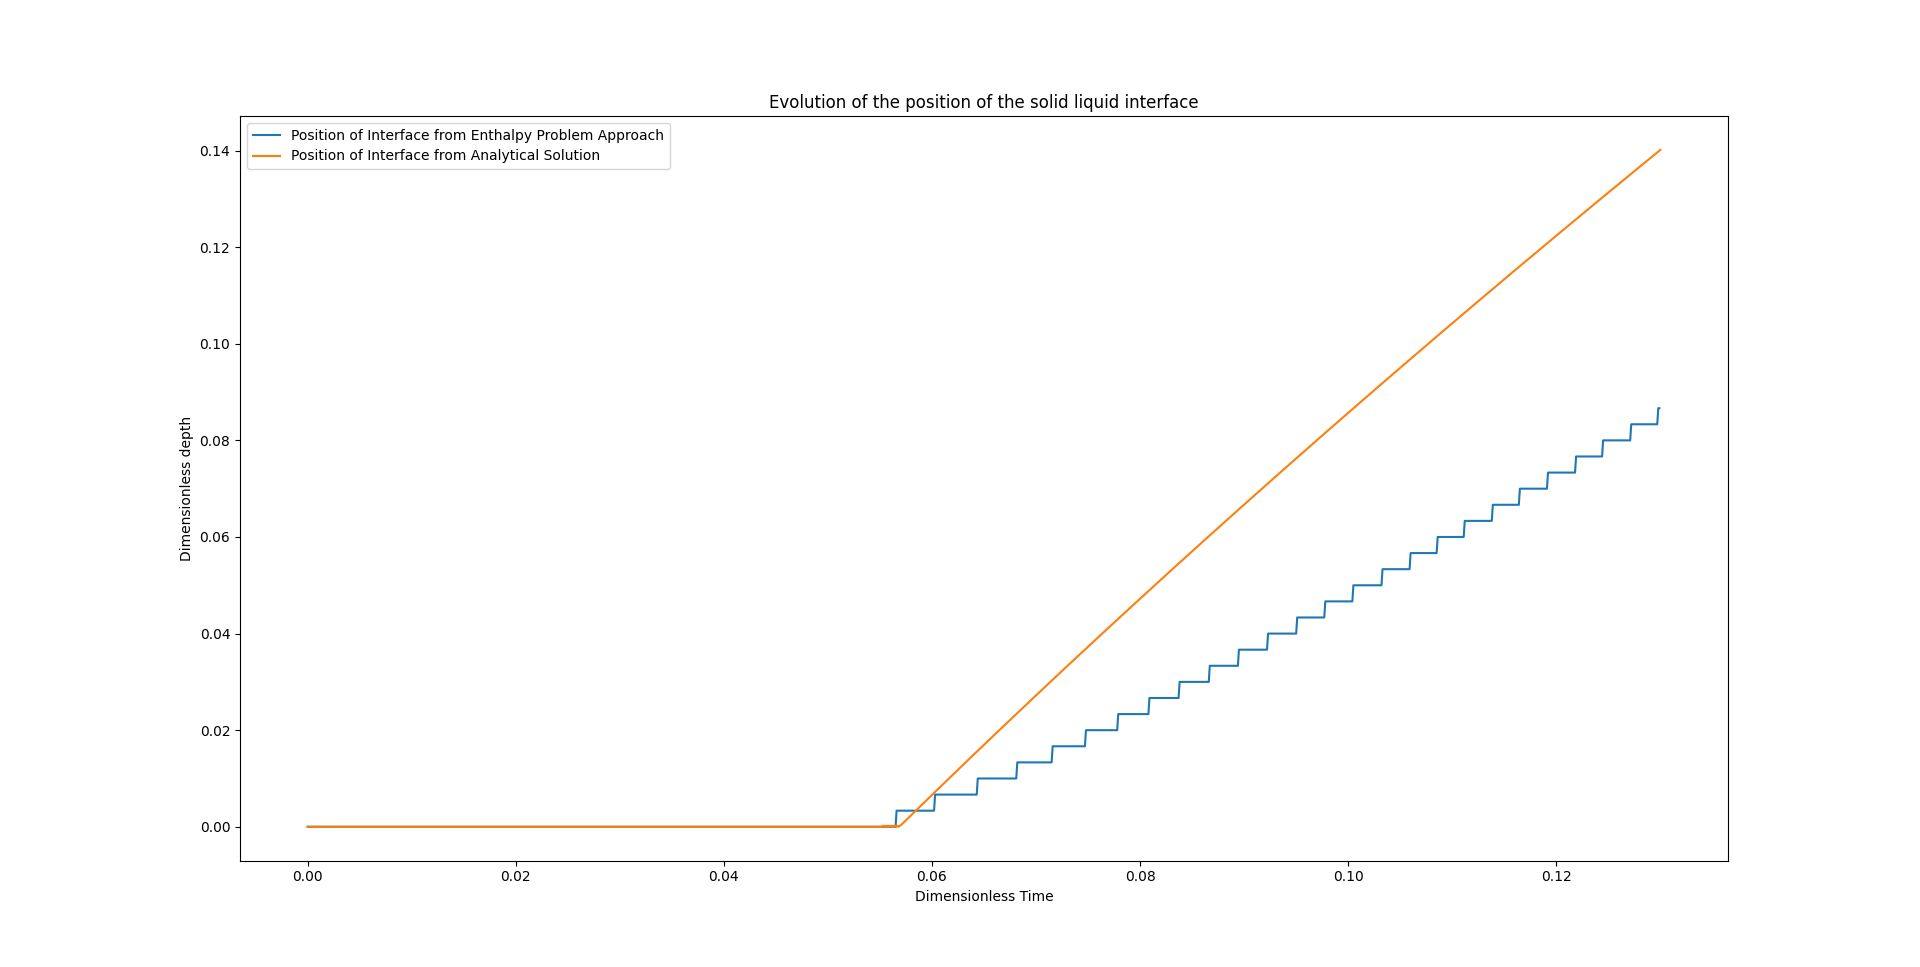 Evolution of the position of the solid liquid interface
Position of Interface from Enthalpy Problem Approach
Position of Interface from Analytical Solution
0.14
0.12
0.10
0.08
0.06
0.04
0.02
0.00
Dimensionless depth
0.00 0.02 0.04 0.06 0.08 0.10 0.12
Dimensionless Time